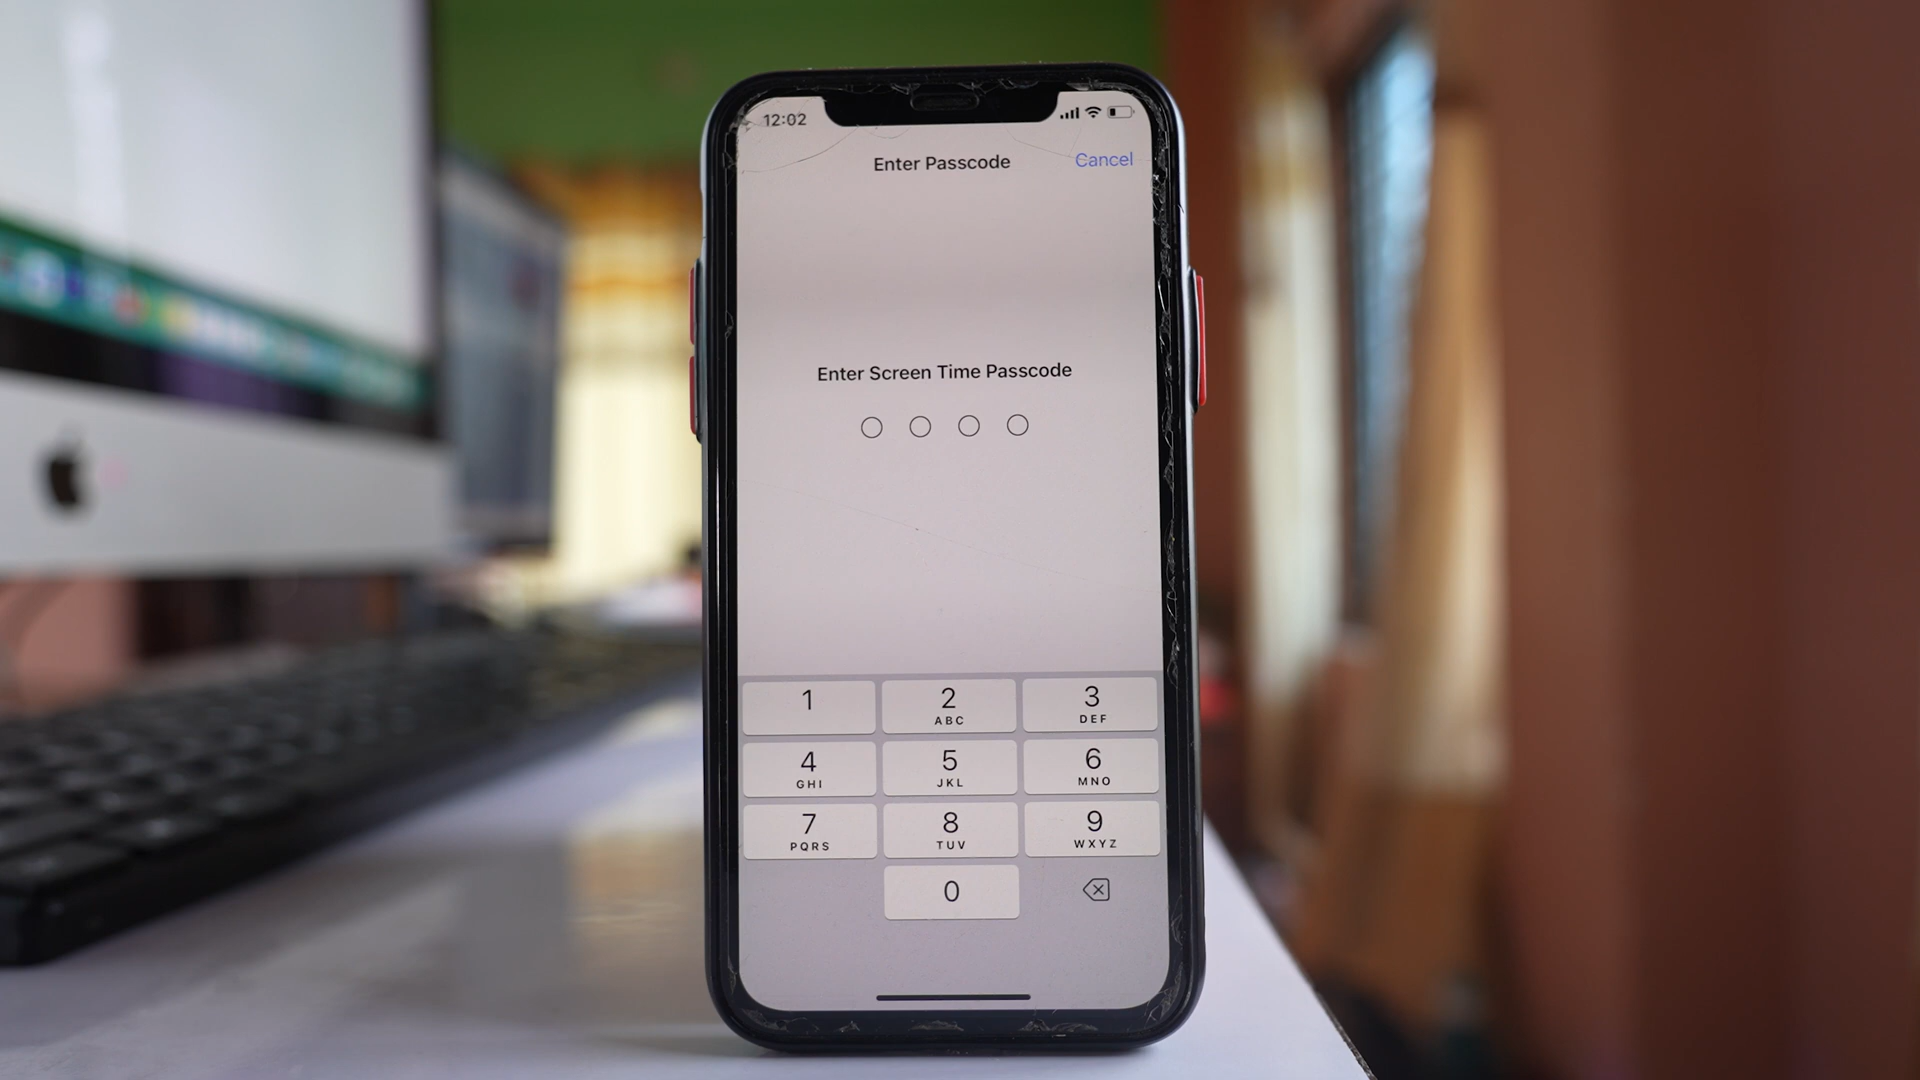 12:02
Enter Passcode
Cancel
Enter Screen Time Passcode
1
2
3
ABC
DEF
4
5
6
GHI
JKL
MNO
7
8
9
PQRS
TUV
WXYZ
0